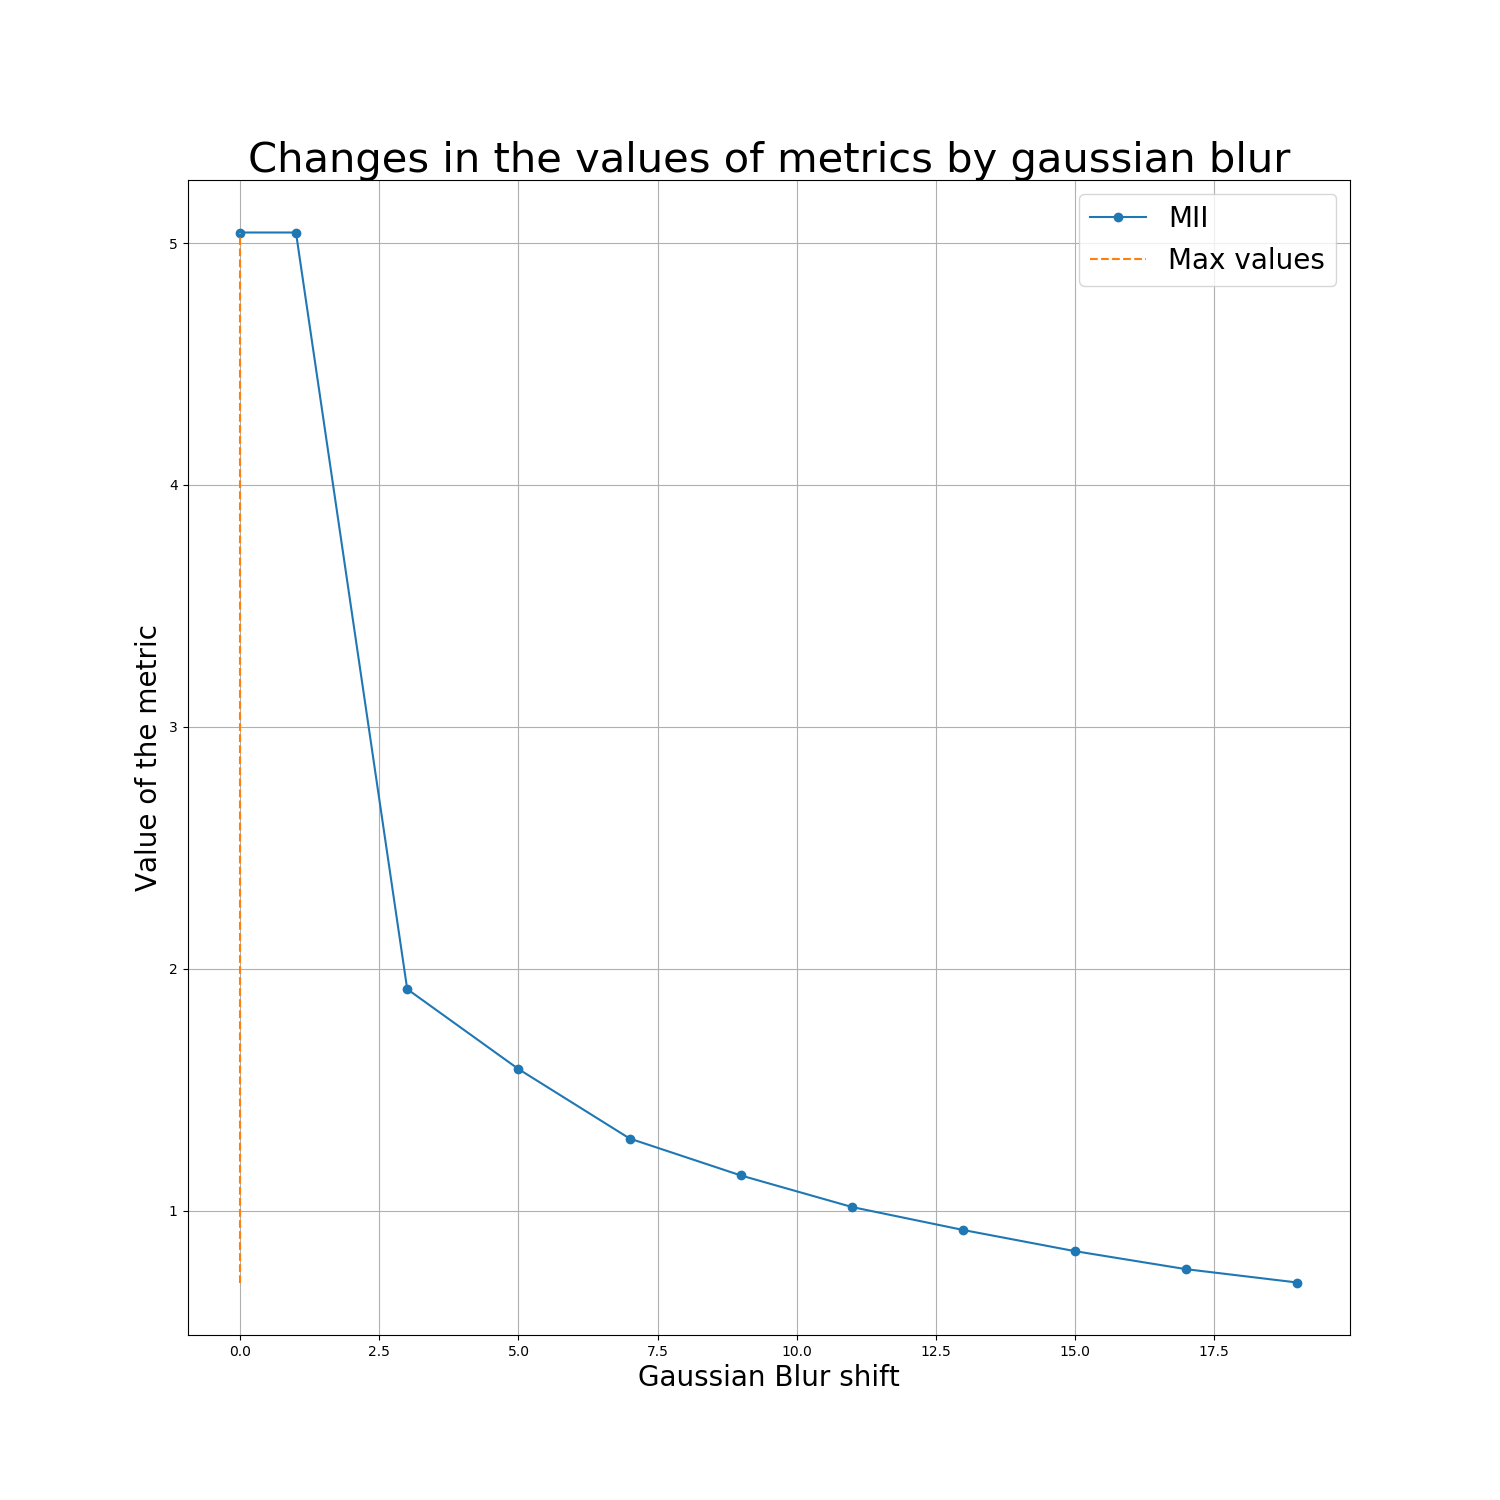 Changes in the values of metrics by gaussian blur
MII
Max values
5
4
3
2
1
Value of the metric
0.0 2.5 5.0 7.5 10.0 12.5 15.0 17.5
Gaussian Blur shift